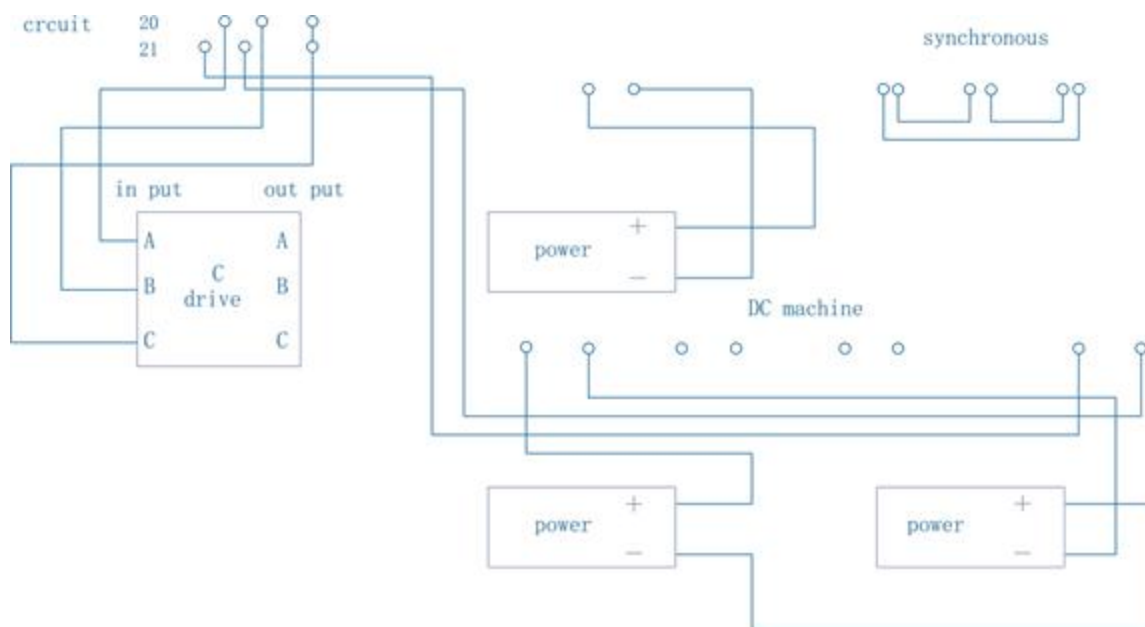 crcuit 20
21
synchronous
in put out put
A A
B B
C
drive
C C
power + −
DC machine
power + −
power + −